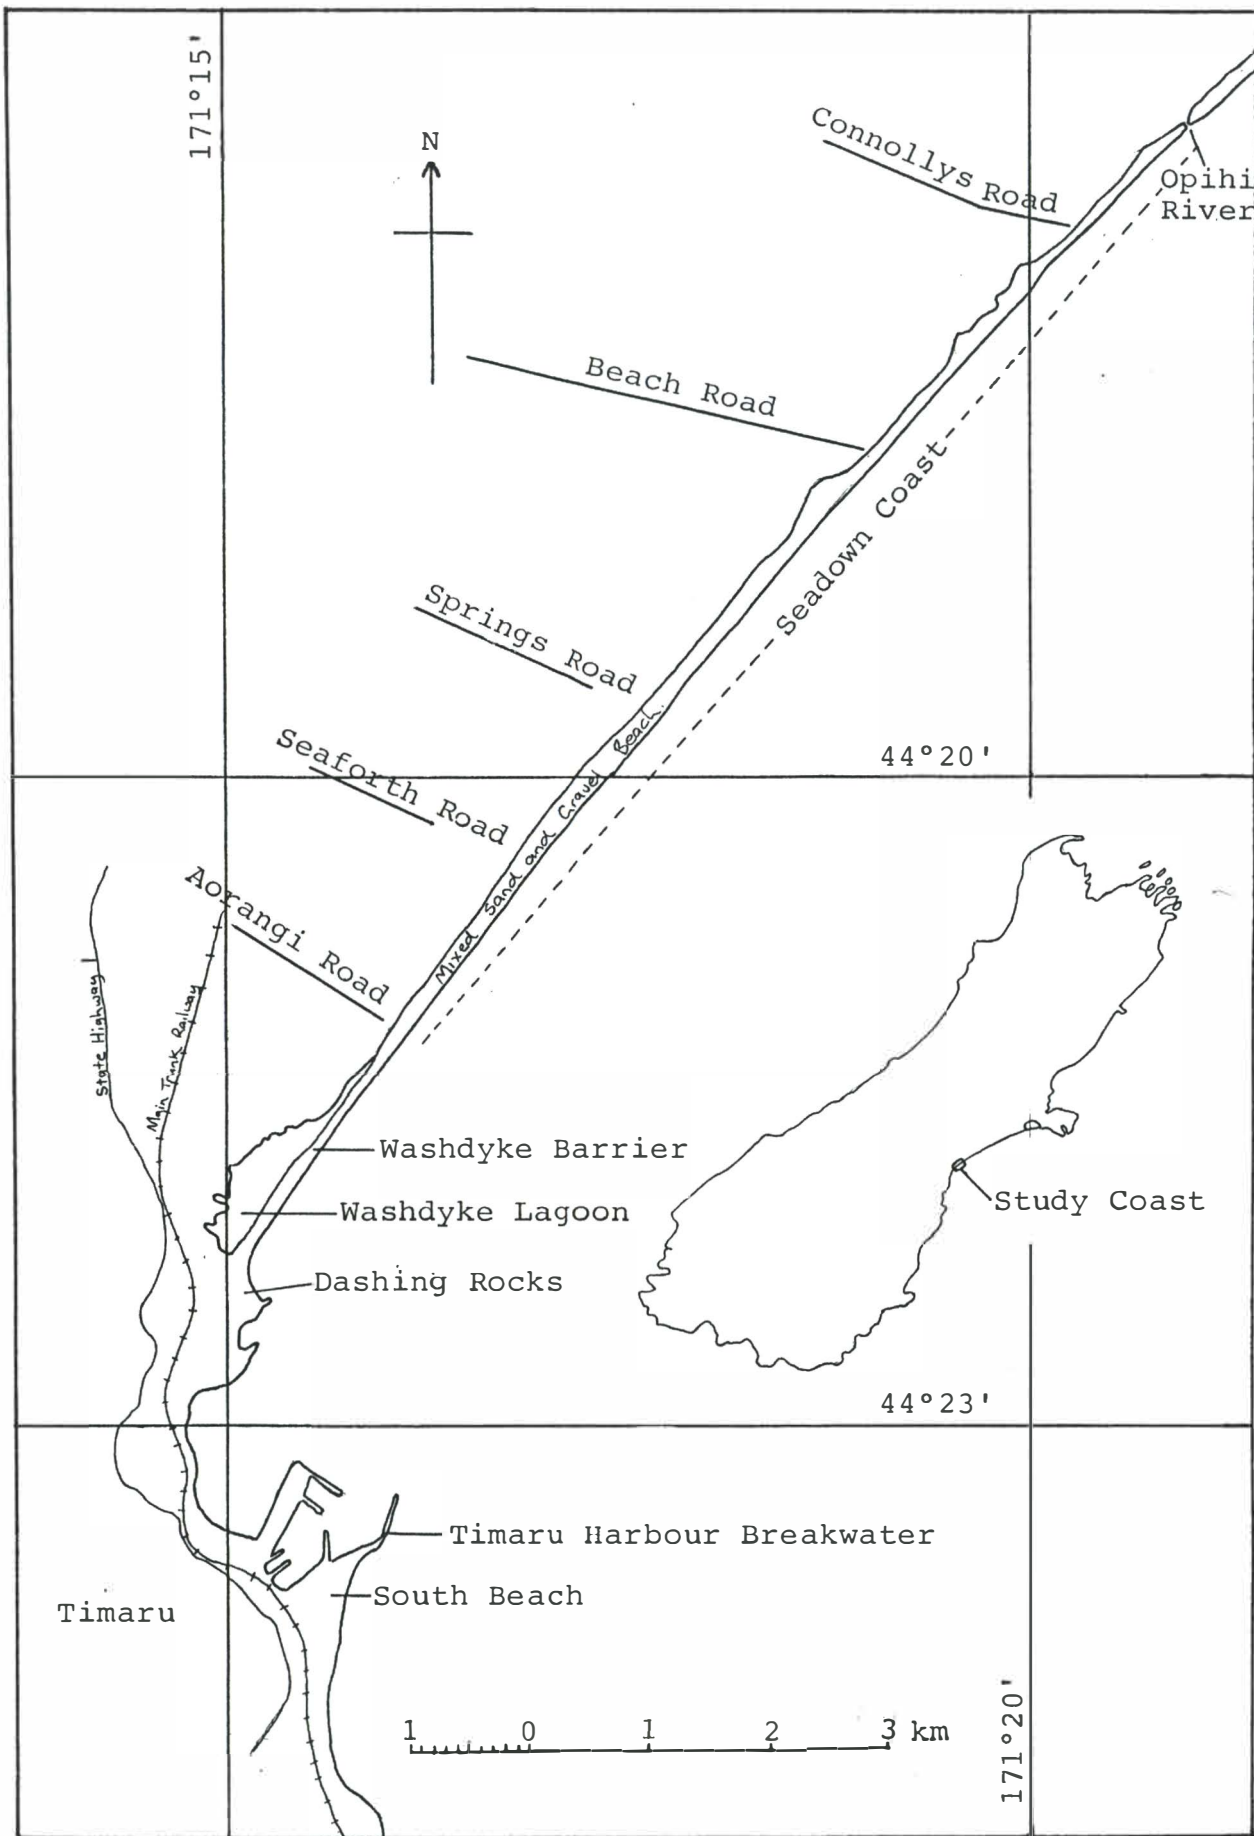 171°15'
N
Connollys Road
Opihi
River
Beach Road
Seadown Coast
Springs Road
Mixed Sand and Gravel Beach.
44°20'
Seaforth Road
Aorangi Road
State Highway 1
Main Trunk Railway
Washdyke Barrier
Washdyke Lagoon
Study Coast
Dashing Rocks
44°23'
Timaru Harbour Breakwater
South Beach
Timaru
171°20'
1 0 1 2 3 km